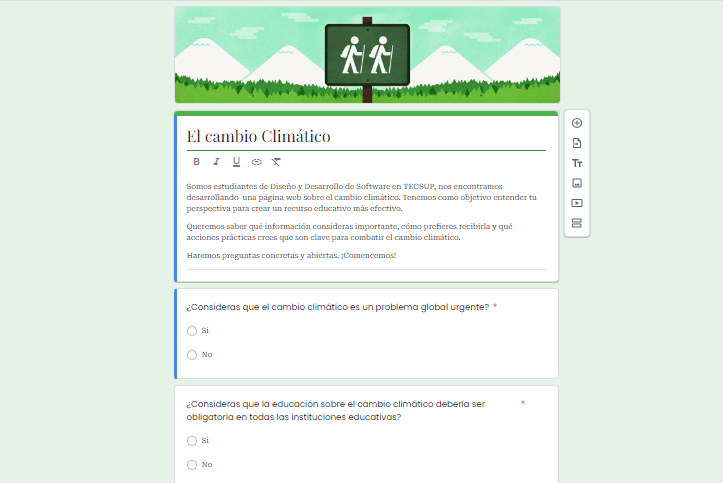 El cambio Climático
B I U
Somos estudiantes de Diseño y Desarrollo de Software en TECSUP, nos encontramos
desarrollando una página web sobre el cambio climático. Tenemos como objetivo entender tu
perspectiva para crear un recurso educativo más efectivo.
Queremos saber qué información consideras importante, cómo prefieres recibirla y qué
acciones prácticas crees que son clave para combatir el cambio climático.
Haremos preguntas concretas y abiertas. ¡Comencemos!
¿Consideras que el cambio climático es un problema global urgente? *
Si
No
¿Consideras que la educación sobre el cambio climático debería ser *
obligatoria en todas las instituciones educativas?
Si
No